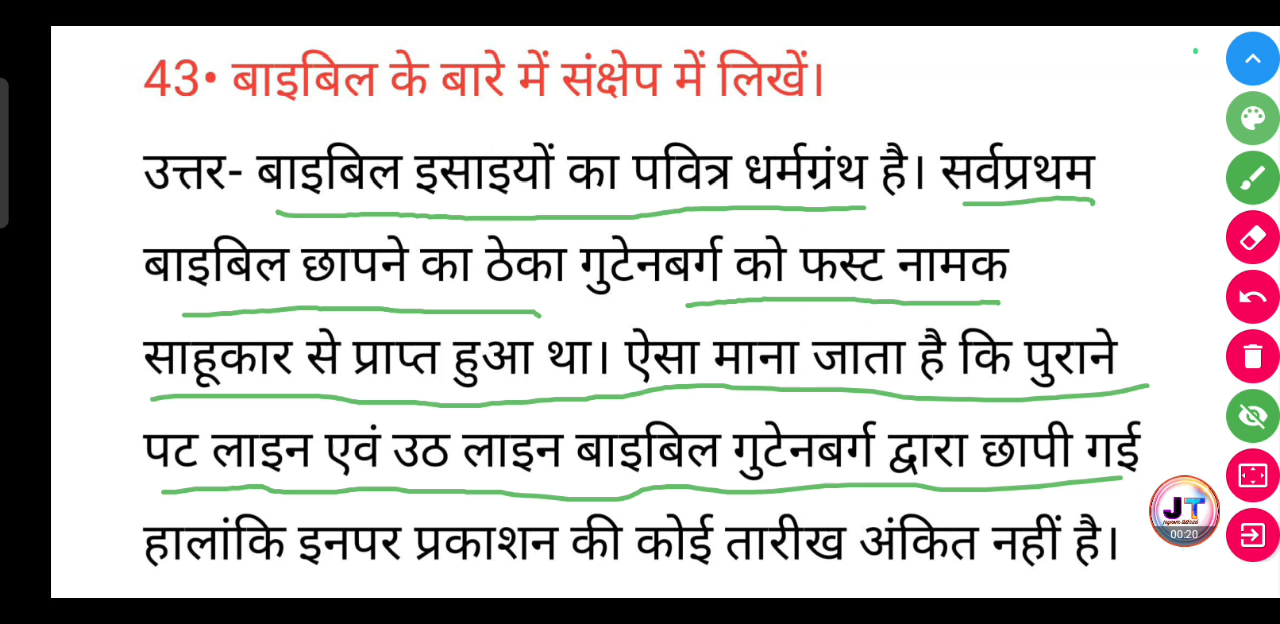 43• बाइबिल के बारे में संक्षेप में लिखें।
उत्तर- बाइबिल इसाइयों का पवित्र धर्मग्रंथ है। सर्वप्रथम
बाइबिल छापने का ठेका गुटेनबर्ग को फस्ट नामक
साहूकार से प्राप्त हुआ था। ऐसा माना जाता है कि पुराने
पट लाइन एवं उठ लाइन बाइबिल गुटेनबर्ग द्वारा छापी गई
हालांकि इनपर प्रकाशन की कोई तारीख अंकित नहीं है।
JT
00:20